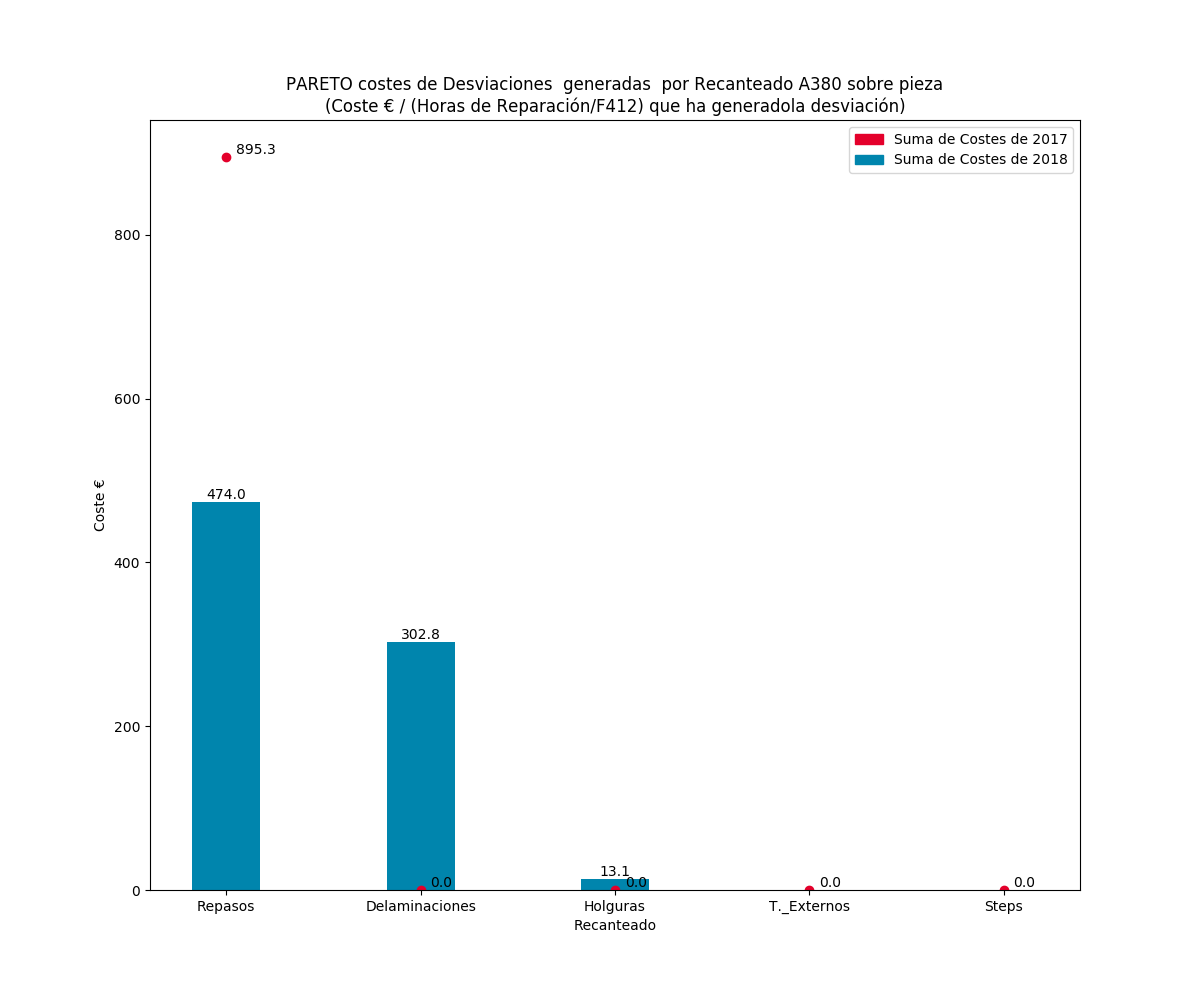 PARETO costes de Desviaciones  generadas  por Recanteado A380 sobre pieza
(Coste € / (Horas de Reparación/F412) que ha generadola desviación)
Suma de Costes de 2017
Suma de Costes de 2018
895.3
800
600
Coste €
474.0
400
302.8
200
13.1
0.0
0.0
0.0
0.0
0
Repasos
Delaminaciones
Holguras
T._Externos
Steps
Recanteado